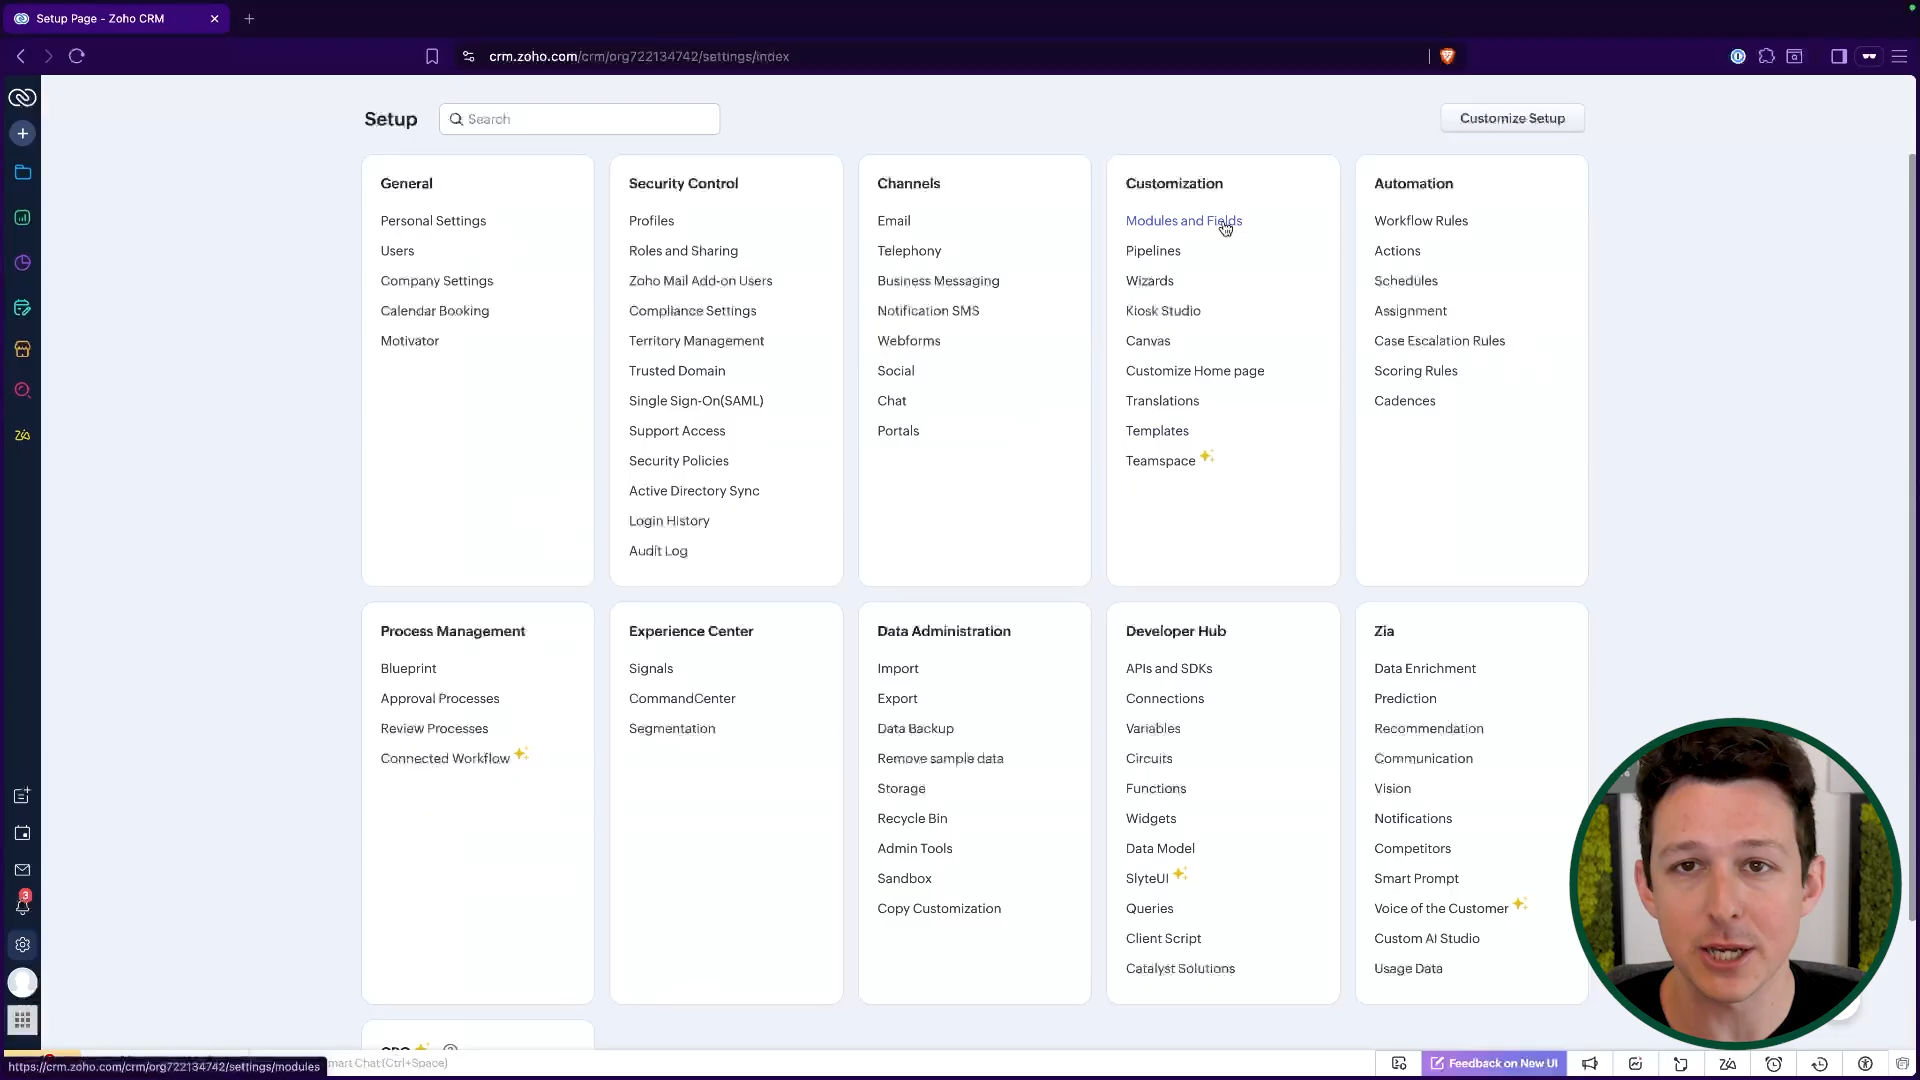 Setup Page - Zoho CRM
crm.zoho.com/crm/org722134742/settings/index
Setup
Search
Customize Setup
General
Personal Settings
Users
Company Settings
Calendar Booking
Motivator
Security Control
Profiles
Roles and Sharing
Zoho Mail Add-on Users
Compliance Settings
Territory Management
Trusted Domain
Single Sign-On(SAML)
Support Access
Security Policies
Active Directory Sync
Login History
Audit Log
Channels
Email
Telephony
Business Messaging
Notification SMS
Webforms
Social
Chat
Portals
Customization
Modules and Fields
Pipelines
Wizards
Kiosk Studio
Canvas
Customize Home page
Translations
Templates
Teamspace
Automation
Workflow Rules
Actions
Schedules
Assignment
Case Escalation Rules
Scoring Rules
Cadences
Process Management
Blueprint
Approval Processes
Review Processes
Connected Workflow
Experience Center
Signals
CommandCenter
Segmentation
Data Administration
Import
Export
Data Backup
Remove sample data
Storage
Recycle Bin
Admin Tools
Sandbox
Copy Customization
Developer Hub
APIs and SDKs
Connections
Variables
Circuits
Functions
Widgets
Data Model
SlyteUI
Queries
Client Script
Catalyst Solutions
Zia
Data Enrichment
Prediction
Recommendation
Communication
Vision
Notifications
Competitors
Smart Prompt
Voice of the Customer
Custom AI Studio
Usage Data
3
https://crm.zoho.com/crm/org722134742/settings/modules
mart Chat (Ctrl+Space)
Feedback on New UI